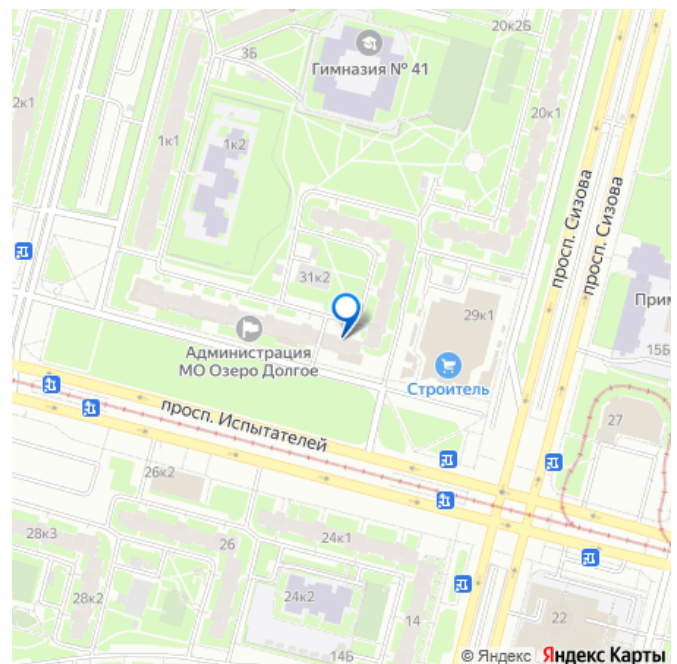 20к2Б
3Б
Гимназия № 41
2к1
20к1
1к1
1к2
просп. Сизова
просп. Сизова
31к2
Прим
29к1
15Б
Администрация
МО Озеро Долгое
Строитель
просп. Испытателей
27
26к2
28к3
26
24к1
28к2
24к2
14
22
14Б
© Яндекс Яндекс Карты